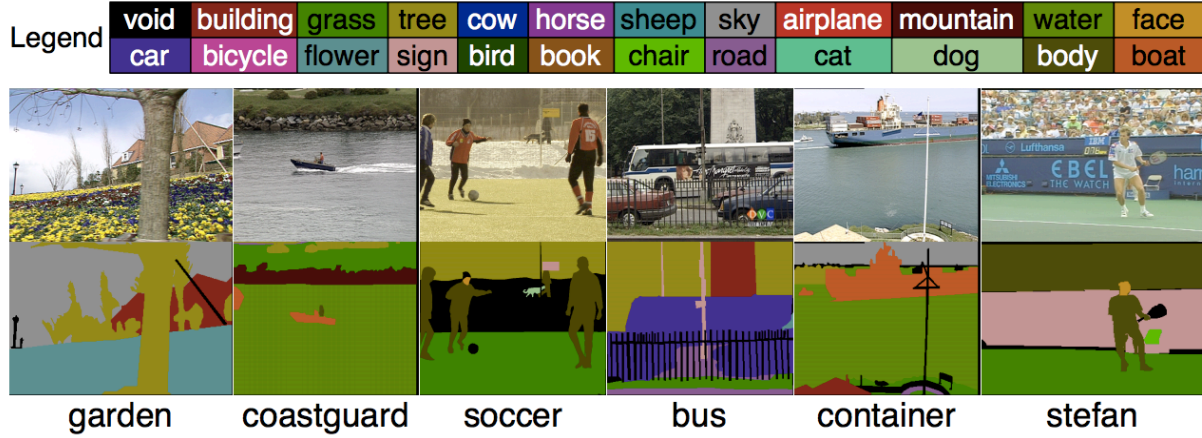 void building grass tree cow horse sheep sky airplane mountain water face
Legend
car bicycle flower sign bird book chair road cat dog body boat
Lufthansa
IBM
MITSUBISHI ELECTRONICS
EBEL
THE WATCH
DVC
garden coastguard soccer bus container stefan